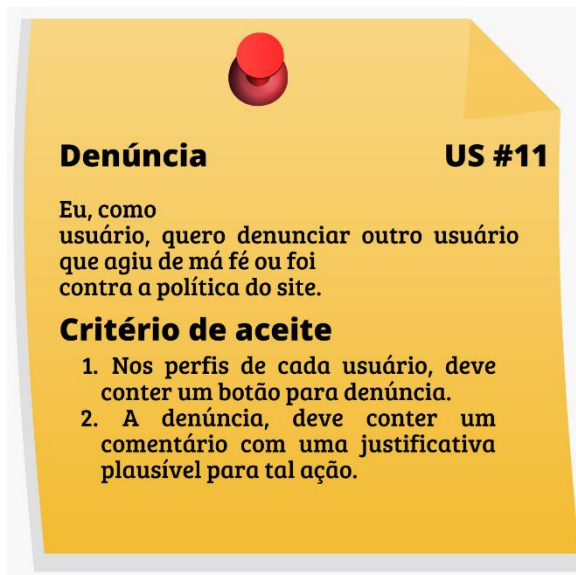 Denúncia US #11
Eu, como
usuário, quero denunciar outro usuário
que agiu de má fé ou foi
contra a política do site.
Critério de aceite
1. Nos perfis de cada usuário, deve
conter um botão para denúncia.
2. A denúncia, deve conter um
comentário com uma justificativa
plausível para tal ação.